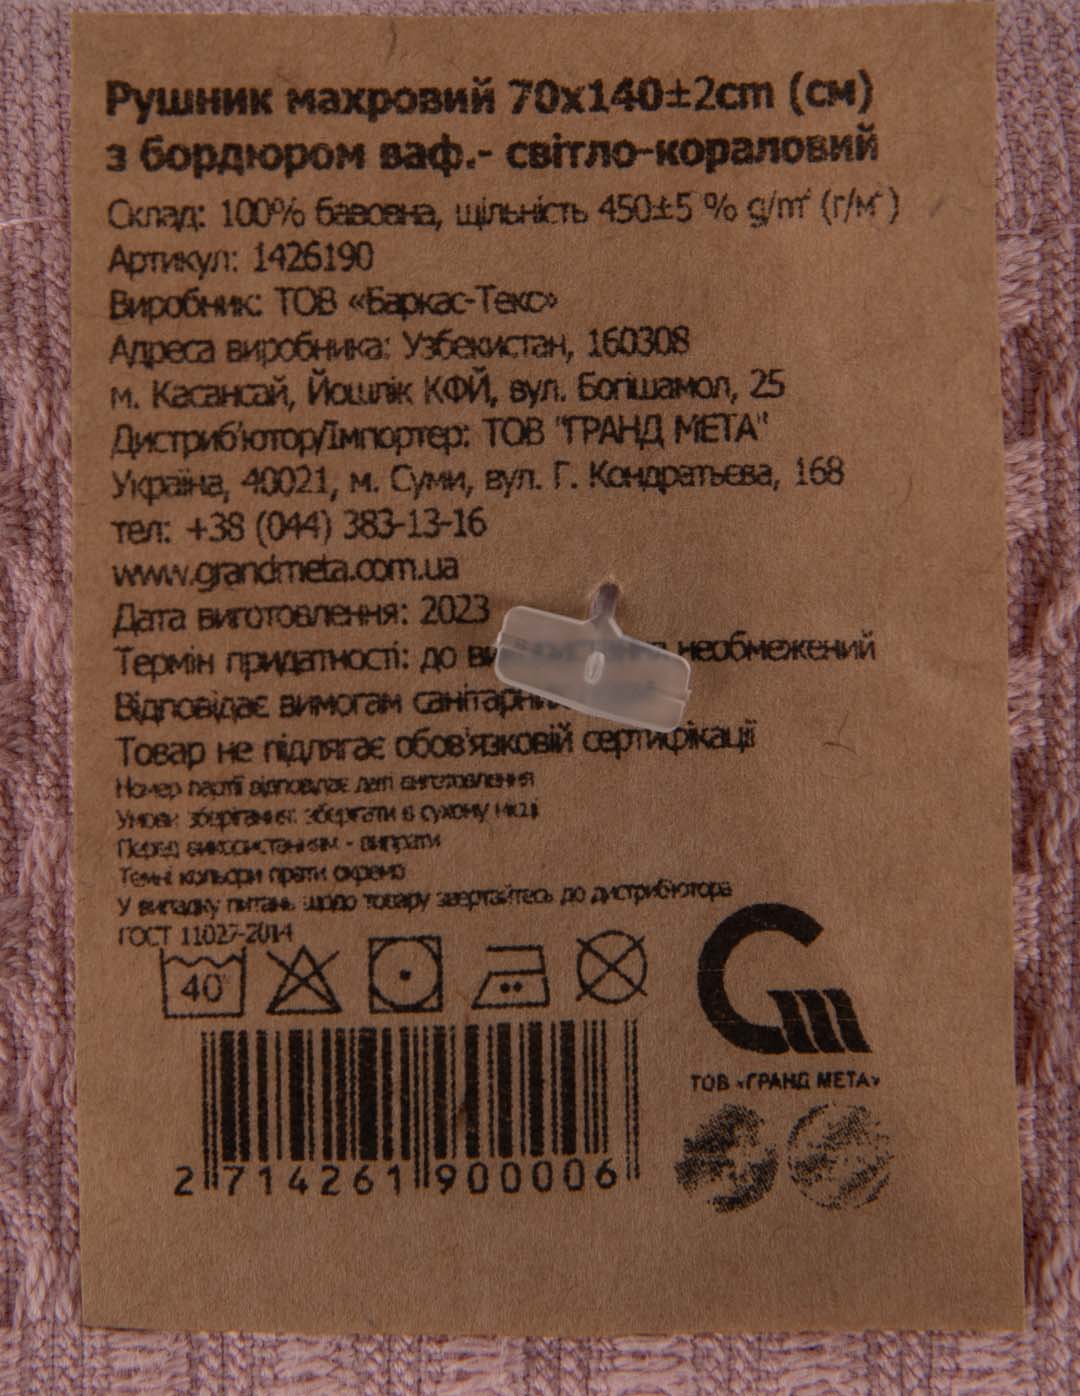 Рушник махровий 70х140±2cm (см)
з бордюром ваф.- світло-кораловий
Склад: 100% бавовна, щільність 450±5 % g/m² (г/м²)
Артикул: 1426190
Виробник: ТОВ «Баркас-Текс»
Адреса виробника: Узбекистан, 160308
м. Касансай, Йошлік КФЙ, вул. Богішамол, 25
Дистриб'ютор/Імпортер: ТОВ "ГРАНД МЕТА"
Україна, 40021, м. Суми, вул. Г. Кондратьєва, 168
тел: +38 (044) 383-13-16
www.grandmeta.com.ua
Дата виготовлення: 2023
Термін придатності: до необмежений
Відповідає вимогам
Товар не підлягає обов'язковій сертифікації
Номер партії відповідає даті виготовлення
Умови зберігання: зберігати в сухому місці
Перед використанням - випрати
Темні кольори прати окремо
У випадку питань щодо товару звертайтесь до дистриб'ютора
ГОСТ 11027-2014
40°
ТОВ «ГРАНД МЕТА»
2 714261 900006